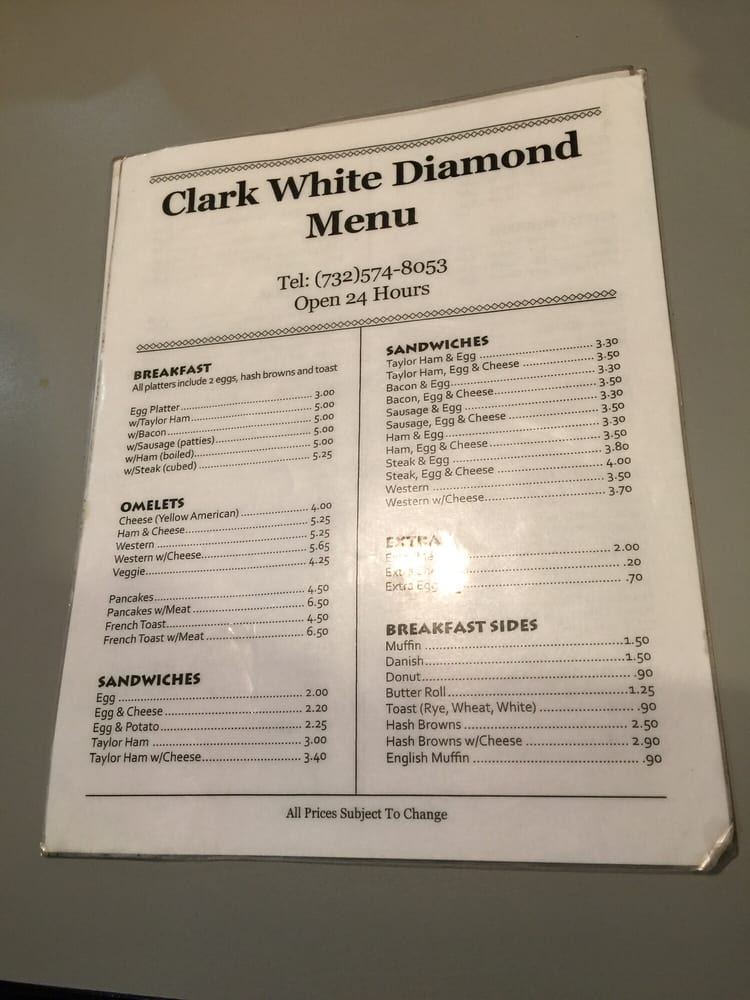 Clark White Diamond
Menu
Tel: (732)574-8053
Open 24 Hours
BREAKFAST
All platters include 2 eggs, hash browns and toast
Egg Platter 3.00
w/Taylor Ham 5.00
w/Bacon 5.00
w/Sausage (patties) 5.00
w/Ham (boiled) 5.00
w/Steak (cubed) 5.25
OMELETS
Cheese (Yellow American) 4.00
Ham & Cheese 5.25
Western 5.25
Western w/Cheese 5.65
Veggie 4.25
Pancakes 4.50
Pancakes w/Meat 6.50
French Toast 4.50
French Toast w/Meat 6.50
SANDWICHES
Egg 2.00
Egg & Cheese 2.20
Egg & Potato 2.25
Taylor Ham 3.00
Taylor Ham w/Cheese 3.40
SANDWICHES
Taylor Ham & Egg 3.30
Taylor Ham, Egg & Cheese 3.50
Bacon & Egg 3.30
Bacon, Egg & Cheese 3.50
Sausage & Egg 3.30
Sausage, Egg & Cheese 3.50
Ham & Egg 3.30
Ham, Egg & Cheese 3.50
Steak & Egg 3.80
Steak, Egg & Cheese 4.00
Western 3.50
Western w/Cheese 3.70
EXTRA
2.00
Extra .20
Extra Egg .70
BREAKFAST SIDES
Muffin 1.50
Danish 1.50
Donut .90
Butter Roll 1.25
Toast (Rye, Wheat, White) .90
Hash Browns 2.50
Hash Browns w/Cheese 2.90
English Muffin .90
All Prices Subject To Change